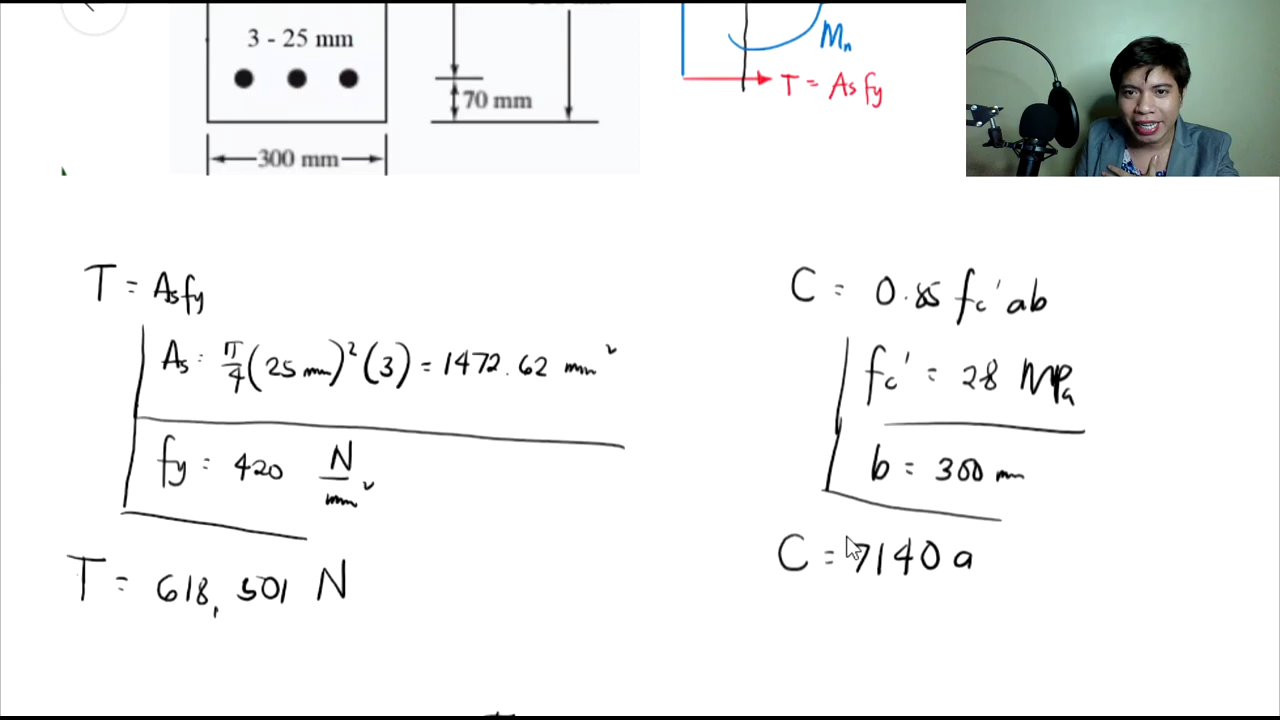 3 - 25 mm
70 mm
300 mm
Mn
T = As fy
T = Asfy
As = π/4 (25 mm)² (3) = 1472.62 mm²
fy = 420 N/mm²
T = 618,501 N
C = 0.85 fc' ab
fc' = 28 MPa
b = 300 mm
C = 7140 a